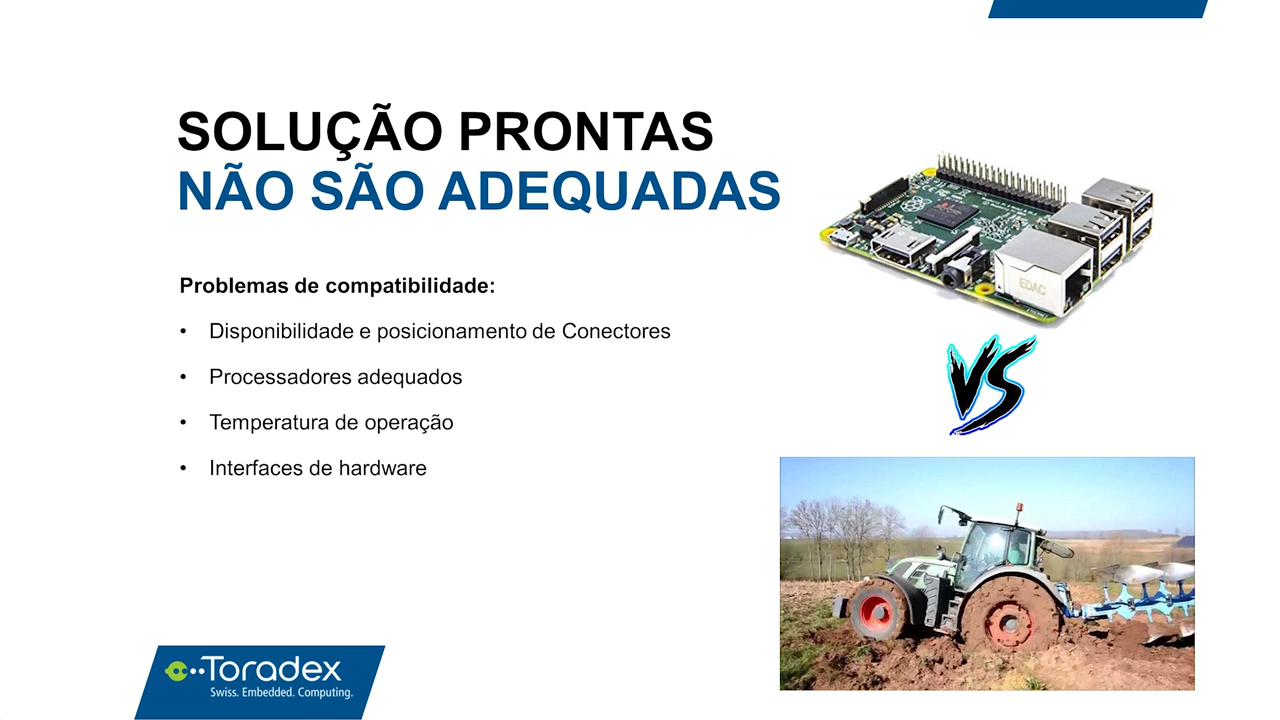 SOLUÇÃO PRONTAS
NÃO SÃO ADEQUADAS
Problemas de compatibilidade:
• Disponibilidade e posicionamento de Conectores
• Processadores adequados
• Temperatura de operação
• Interfaces de hardware
EDAC
VS
Toradex
Swiss. Embedded. Computing.